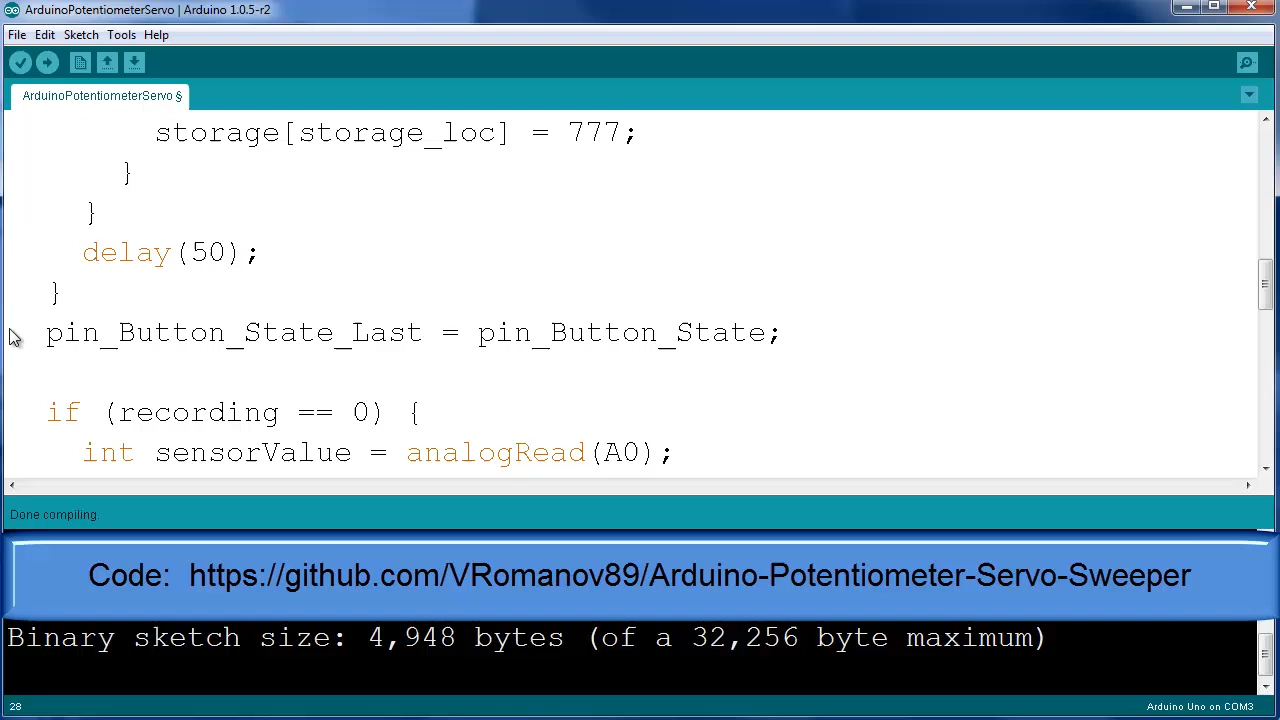 ArduinoPotentiometerServo | Arduino 1.0.5-r2
File Edit Sketch Tools Help
ArduinoPotentiometerServo §
storage[storage_loc] = 777;
}
}
delay(50);
}
pin_Button_State_Last = pin_Button_State;
if (recording == 0) {
int sensorValue = analogRead(A0);
Done compiling.
Code: https://github.com/VRomanov89/Arduino-Potentiometer-Servo-Sweeper
Binary sketch size: 4,948 bytes (of a 32,256 byte maximum)
28 Arduino Uno on COM3